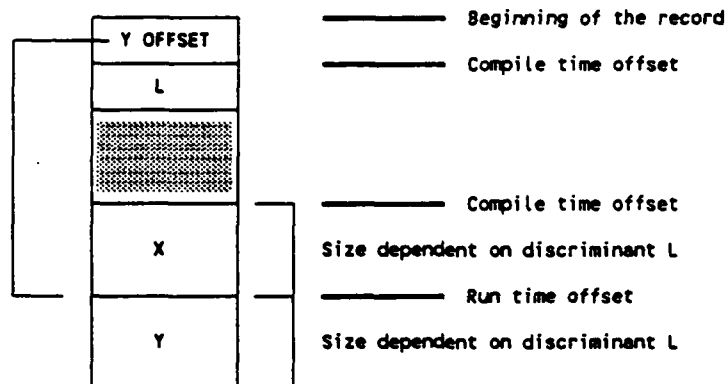 Beginning of the record
Y OFFSET
Compile time offset
L
Compile time offset
X
Size dependent on discriminant L
Run time offset
Y
Size dependent on discriminant L